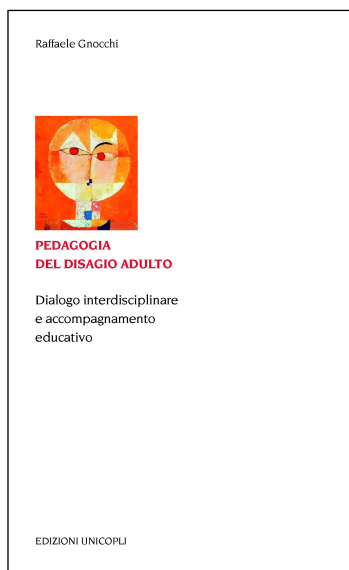 Raffaele Gnocchi
PEDAGOGIA
DEL DISAGIO ADULTO
Dialogo interdisciplinare
e accompagnamento
educativo
EDIZIONI UNICOPLI